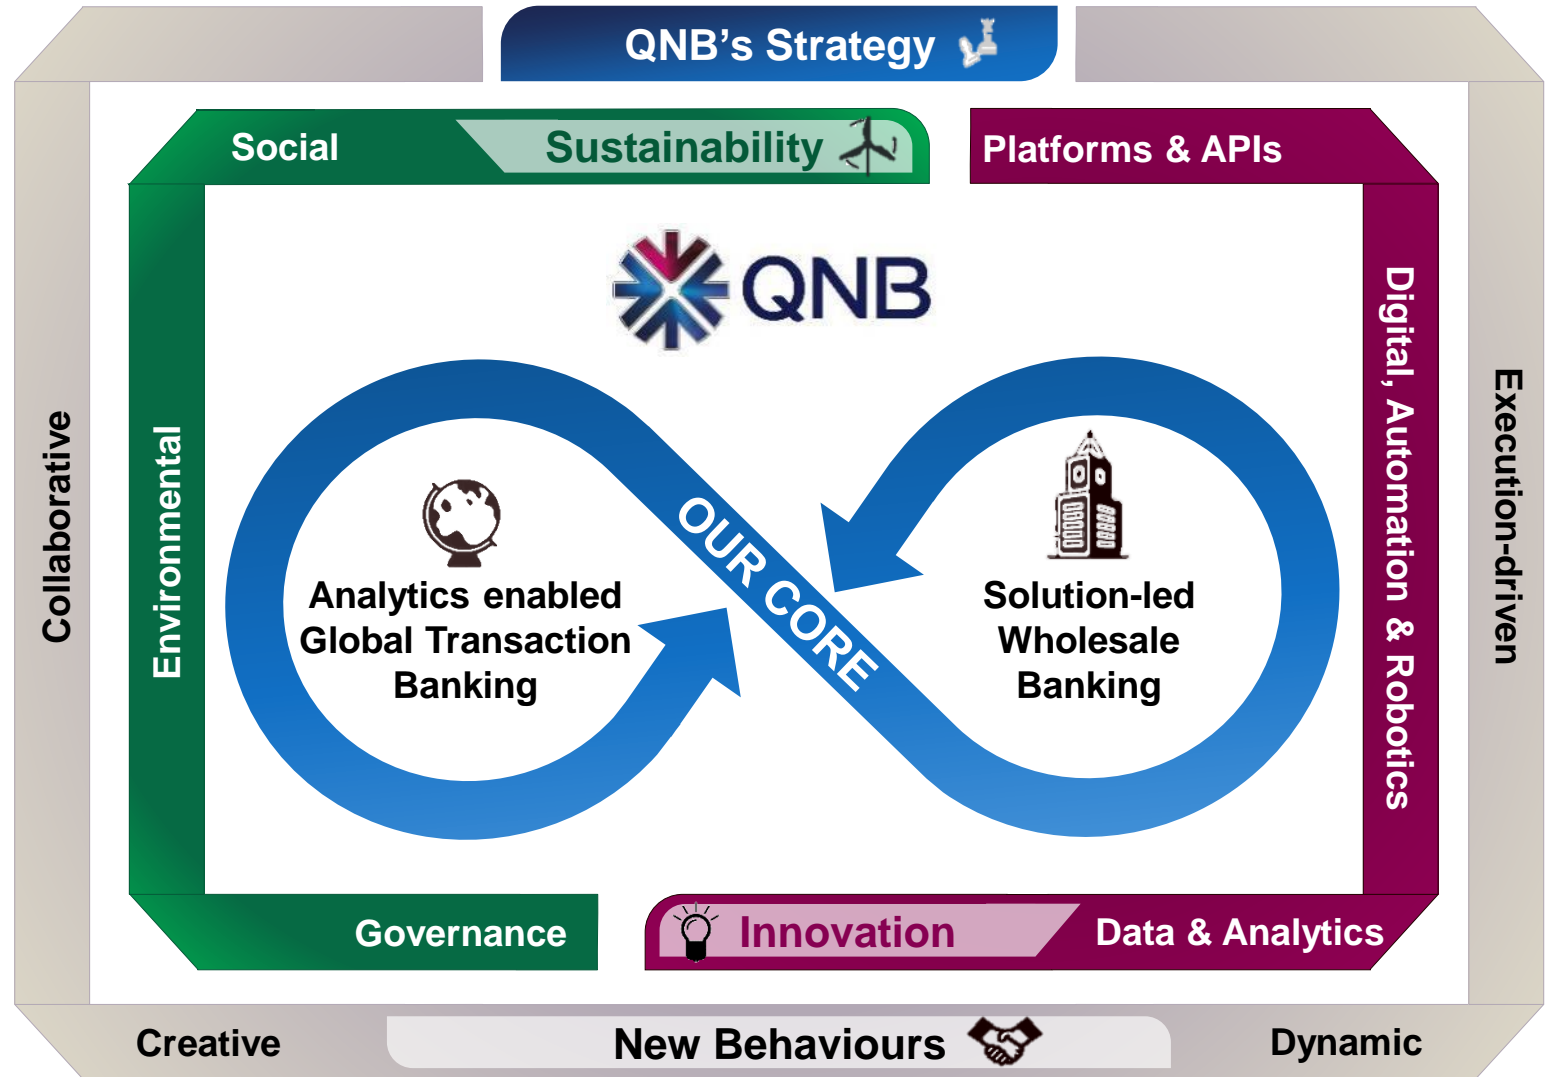 QNB’s Strategy
Social
Sustainability
Platforms & APIs
QNB
Collaborative
Environmental
Analytics enabled
Global Transaction
Banking
OUR CORE
Solution-led
Wholesale
Banking
Digital, Automation & Robotics
Execution-driven
Governance
Innovation
Data & Analytics
Creative
New Behaviours
Dynamic